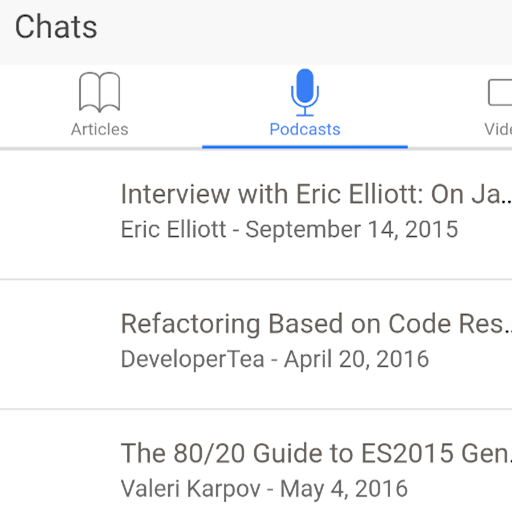 Chats
Articles
Podcasts
Vide
Interview with Eric Elliott: On Ja...
Eric Elliott - September 14, 2015
Refactoring Based on Code Res...
DeveloperTea - April 20, 2016
The 80/20 Guide to ES2015 Gen...
Valeri Karpov - May 4, 2016